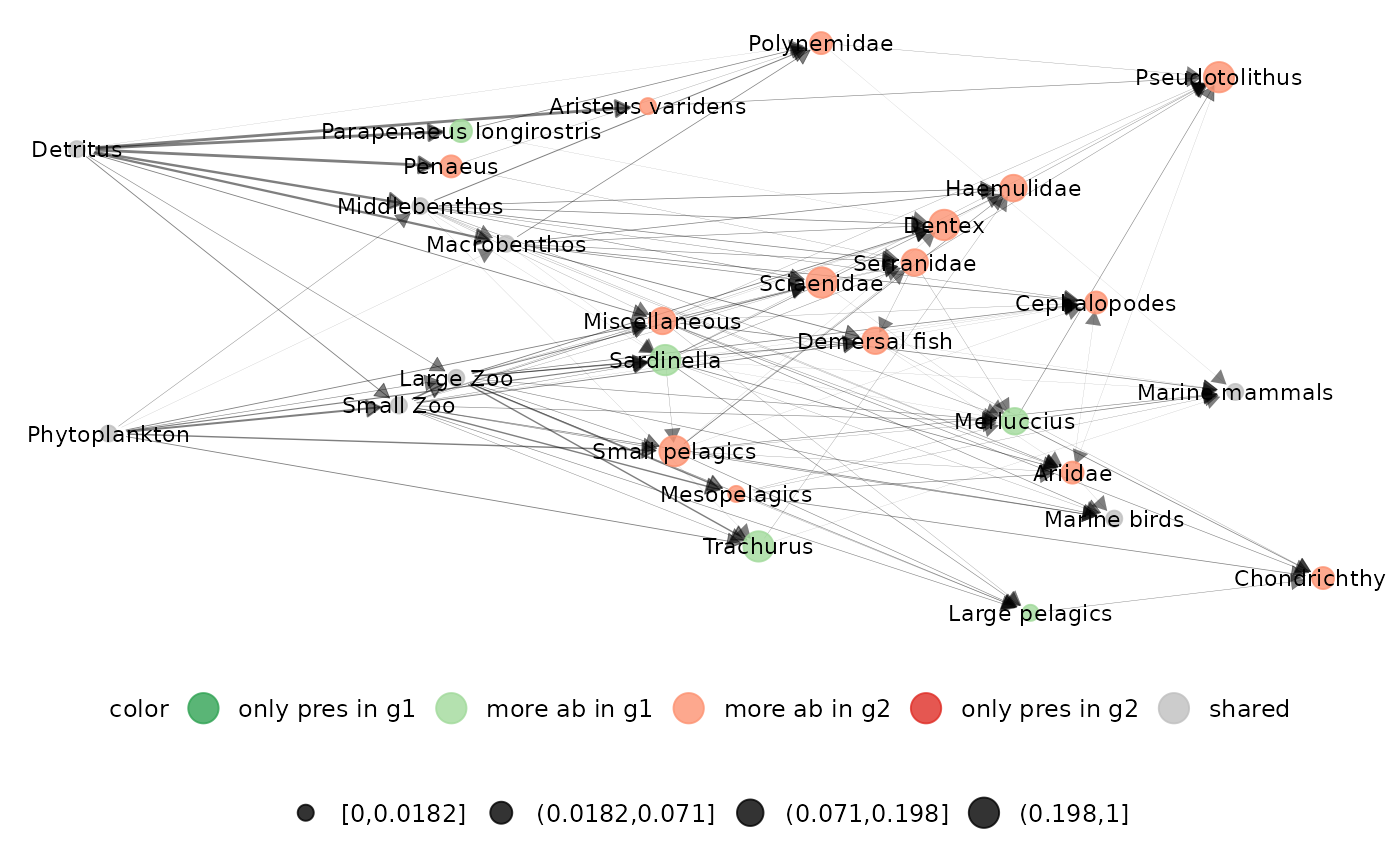 Polynemidae
Pseudotolithus
Aristeus varidens
Parapenaeus longirostris
Detritus
Penaeus
Haemulidae
Middlebenthos
Dentex
Macrobenthos
Serranidae
Sciaenidae
Cephalopodes
Miscellaneous
Demersal fish
Sardinella
Large Zoo
Marine mammals
Small Zoo
Merluccius
Phytoplankton
Small pelagics
Ariidae
Mesopelagics
Marine birds
Trachurus
Chondrichthy
Large pelagics
color only pres in g1 more ab in g1 more ab in g2 only pres in g2 shared
[0,0.0182] (0.0182,0.071] (0.071,0.198] (0.198,1]